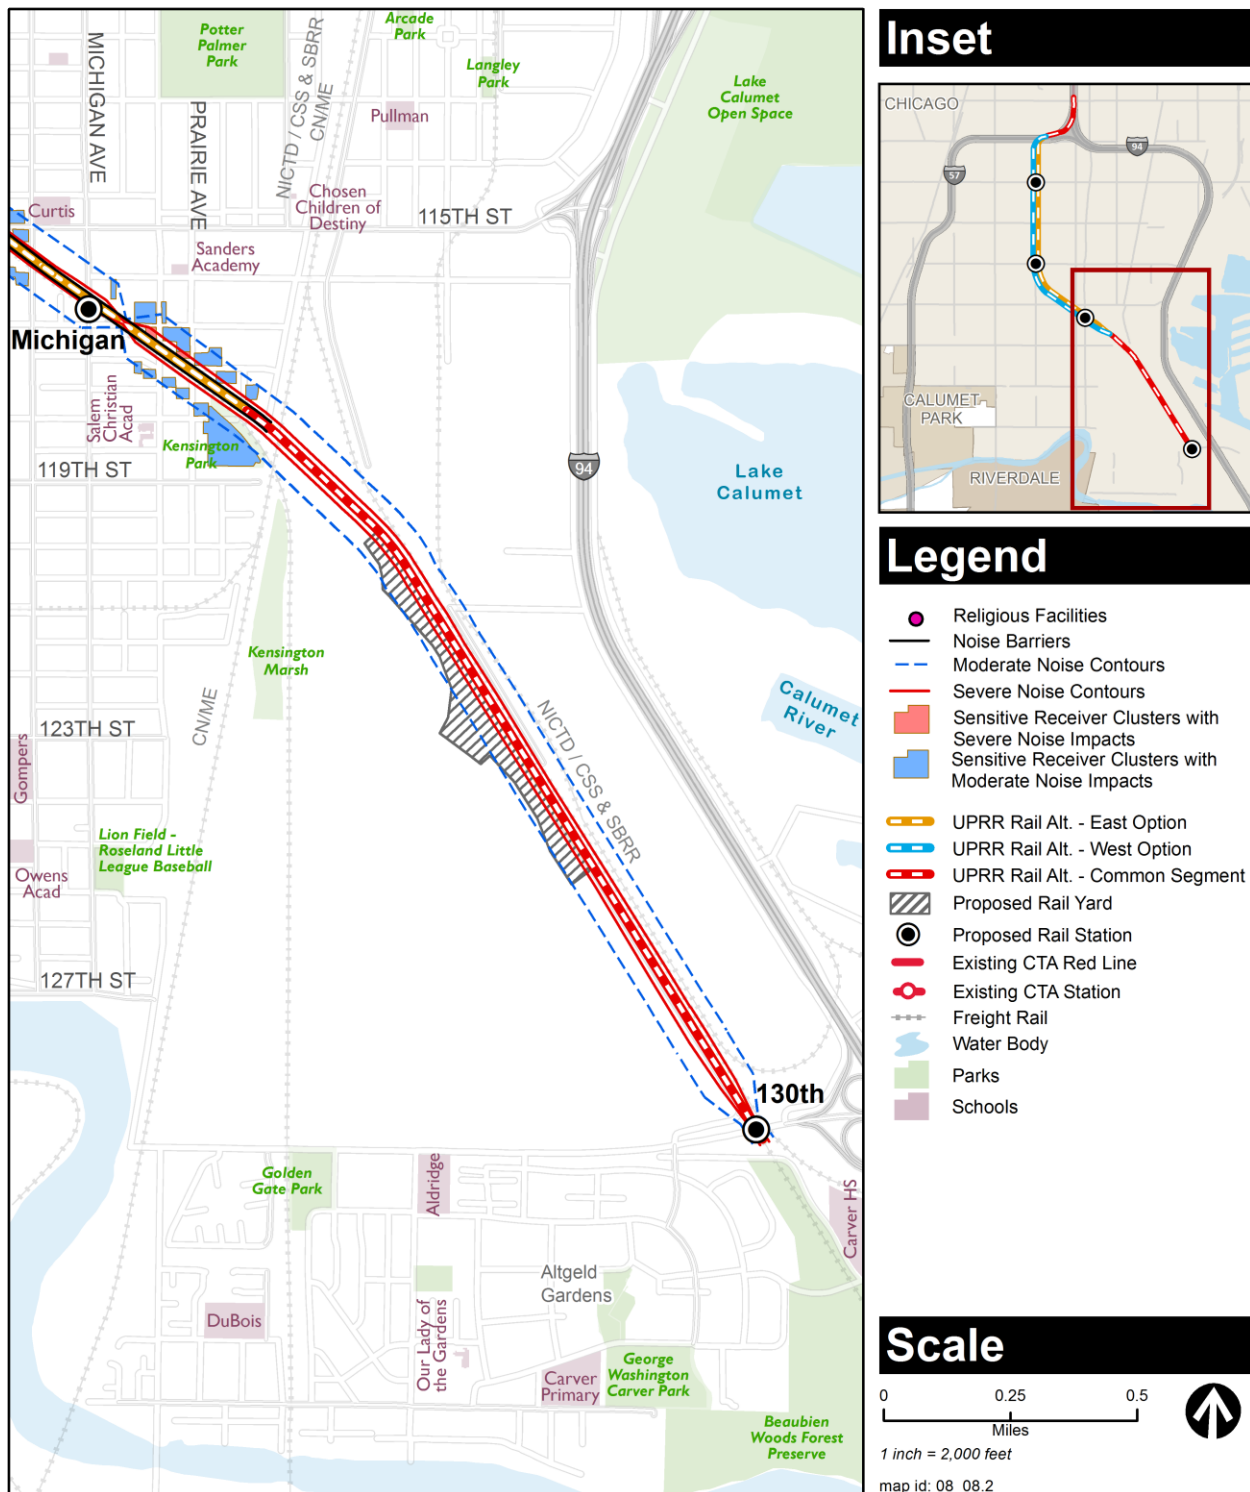 Potter
Palmer
Park
Arcade
Park
Langley
Park
Lake
Calumet
Open Space
MICHIGAN AVE
PRAIRIE AVE
NICTD / CSS & SBRR
CN/ME
Pullman
Curtis
Chosen
Children of
Destiny
115TH ST
Sanders
Academy
Michigan
Salem
Christian
Acad
Kensington
Park
119TH ST
94
Lake
Calumet
Kensington
Marsh
CN/ME
NICTD / CSS & SBRR
Calumet
River
123TH ST
Gompers
Lion Field -
Roseland Little
League Baseball
Owens
Acad
127TH ST
130th
Golden
Gate Park
Aldridge
Carver HS
Altgeld
Gardens
DuBois
Our Lady of
the Gardens
Carver
Primary
George
Washington
Carver Park
Beaubien
Woods Forest
Preserve
Inset
CHICAGO
57
94
CALUMET
PARK
RIVERDALE
Legend
Religious Facilities
Noise Barriers
Moderate Noise Contours
Severe Noise Contours
Sensitive Receiver Clusters with
Severe Noise Impacts
Sensitive Receiver Clusters with
Moderate Noise Impacts
UPRR Rail Alt. - East Option
UPRR Rail Alt. - West Option
UPRR Rail Alt. - Common Segment
Proposed Rail Yard
Proposed Rail Station
Existing CTA Red Line
Existing CTA Station
Freight Rail
Water Body
Parks
Schools
Scale
0 0.25 0.5
Miles
1 inch = 2,000 feet
map id: 08_08.2